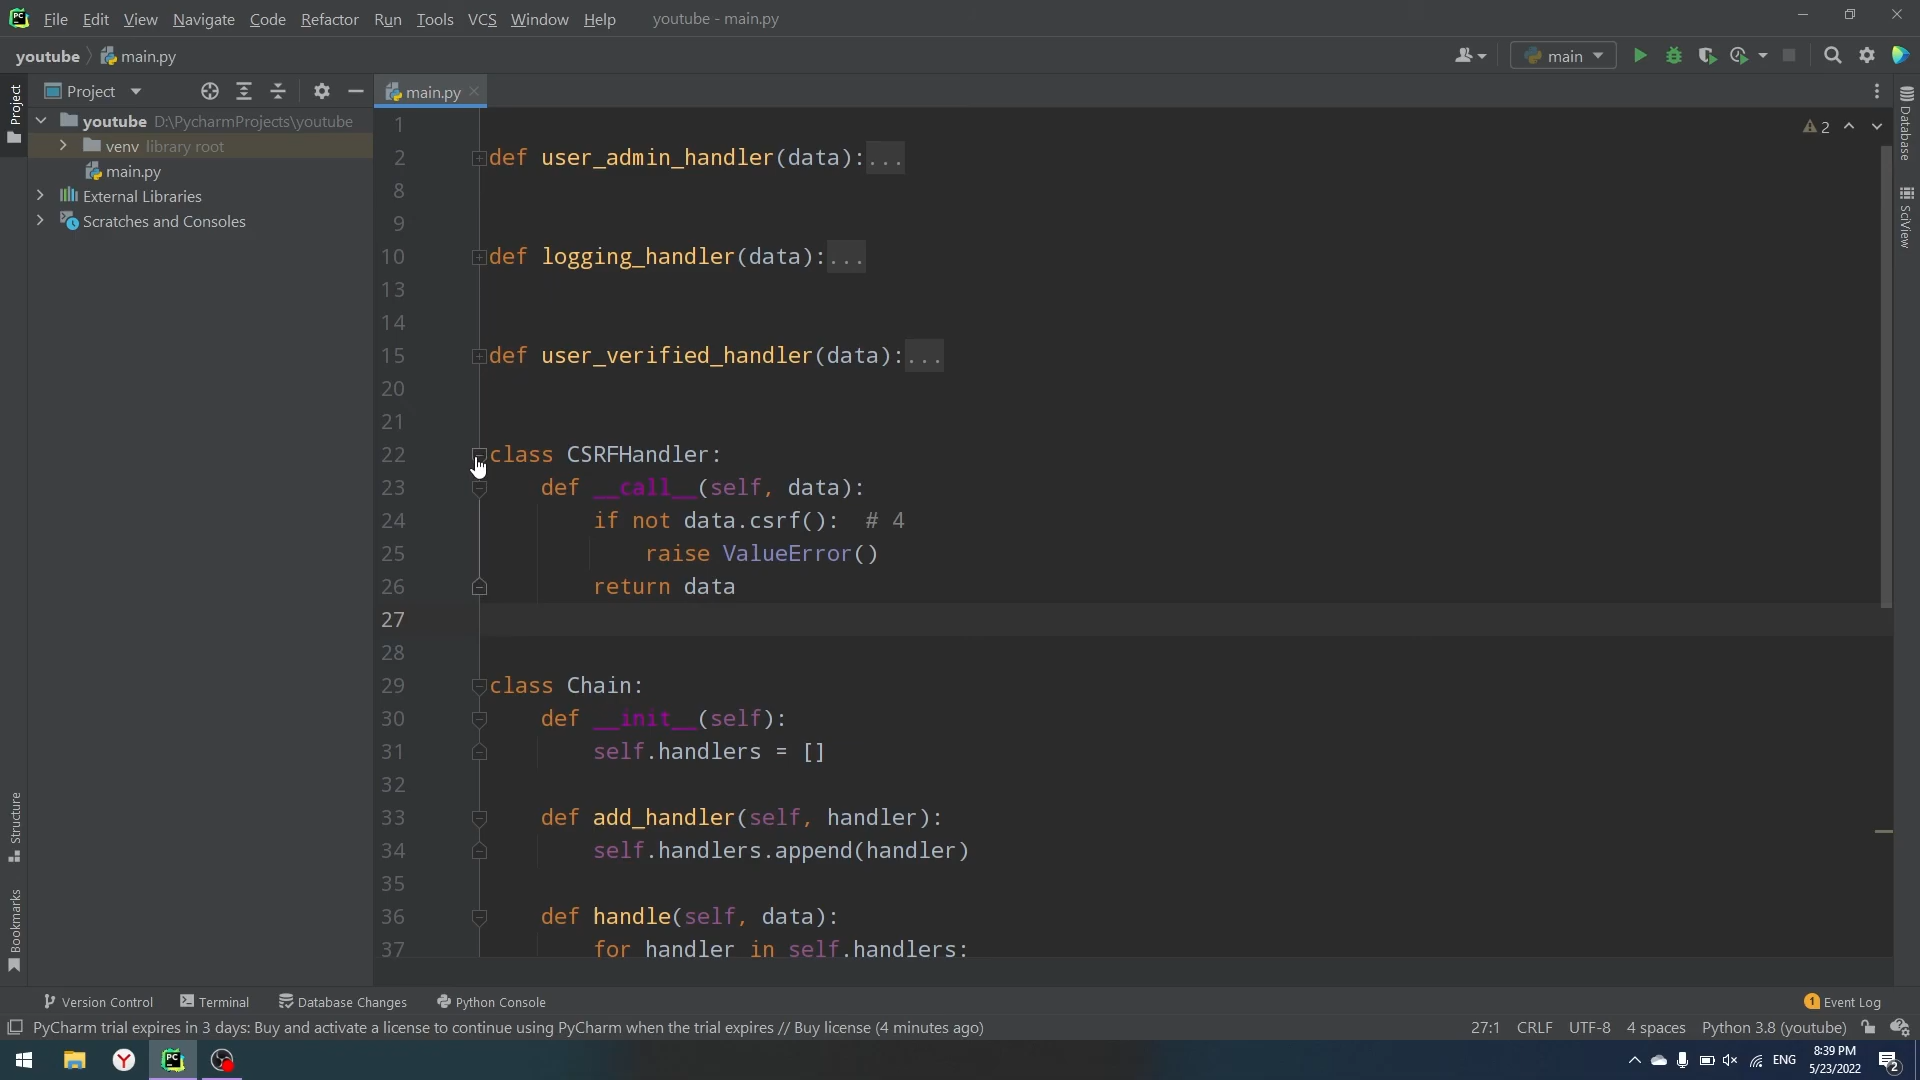 PC File Edit View Navigate Code Refactor Run Tools VCS Window Help youtube - main.py
youtube main.py main
Project main.py
Project
youtube D:\PycharmProjects\youtube
venv library root
main.py
External Libraries
Scratches and Consoles
Structure
Bookmarks
2
Database
SciView
1
2 def user_admin_handler(data):...
8
9
10 def logging_handler(data):...
13
14
15 def user_verified_handler(data):...
20
21
22 class CSRFHandler:
23 def __call__(self, data):
24 if not data.csrf():  # 4
25 raise ValueError()
26 return data
27
28
29 class Chain:
30 def __init__(self):
31 self.handlers = []
32
33 def add_handler(self, handler):
34 self.handlers.append(handler)
35
36 def handle(self, data):
37 for handler in self.handlers:
Version Control Terminal Database Changes Python Console 1 Event Log
PyCharm trial expires in 3 days: Buy and activate a license to continue using PyCharm when the trial expires // Buy license (4 minutes ago) 27:1 CRLF UTF-8 4 spaces Python 3.8 (youtube)
Y PC ENG 8:39 PM 2
5/23/2022